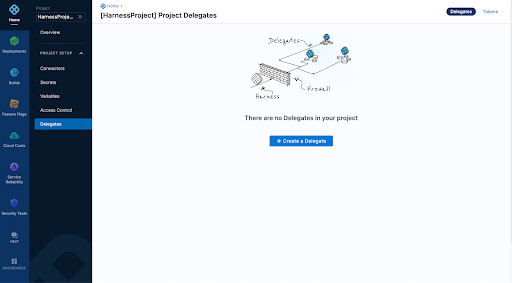 Home
Deployments
Builds
Feature Flags
Cloud Costs
Service
Reliability
Security Tests
HELP
DASHBOARDS
Project
HarnessProje...
Overview
PROJECT SETUP
Connectors
Secrets
Variables
Access Control
Delegates
Home >
[HarnessProject] Project Delegates
Delegates
Tokens
Delegates
Firewall
Harness
There are no Delegates in your project
+ Create a Delegate